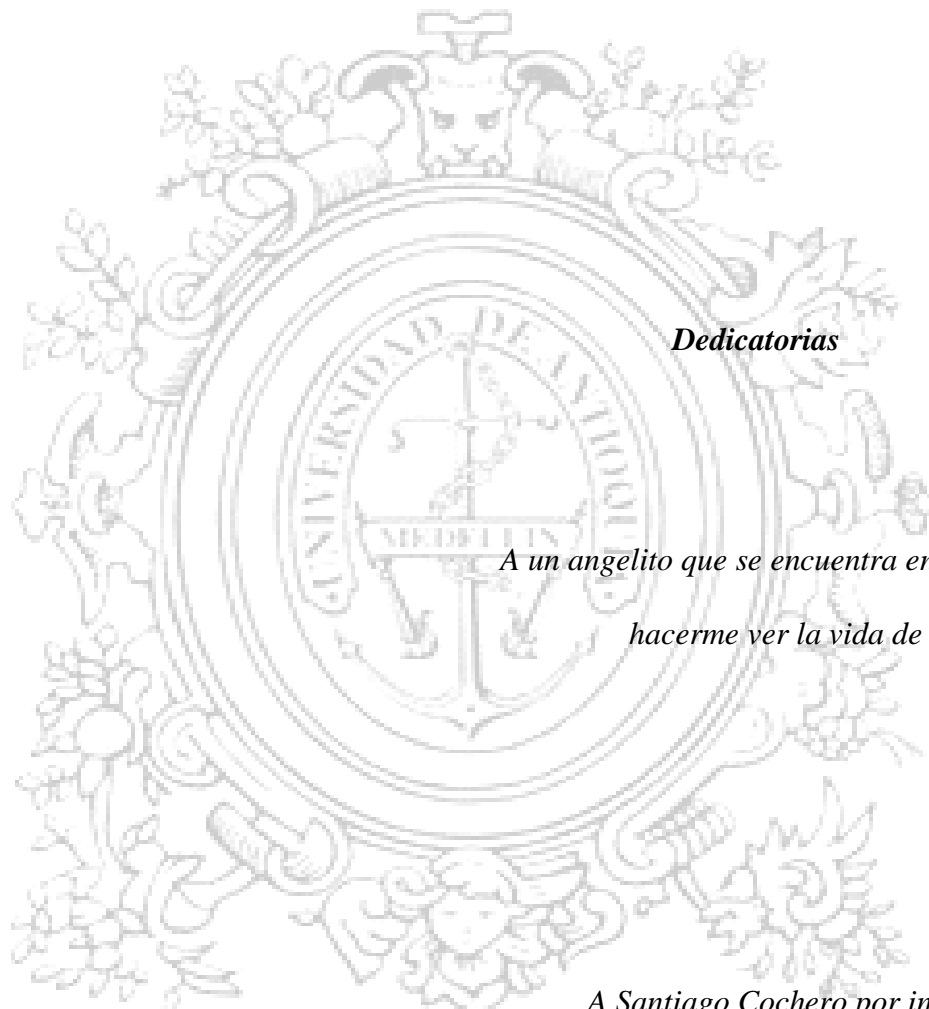 Dedicatorias
UNIVERSIDAD DE ANTIOQUIA
MEDELLIN
A un angelito que se encuentra en
hacerme ver la vida de
A Santiago Cochero por